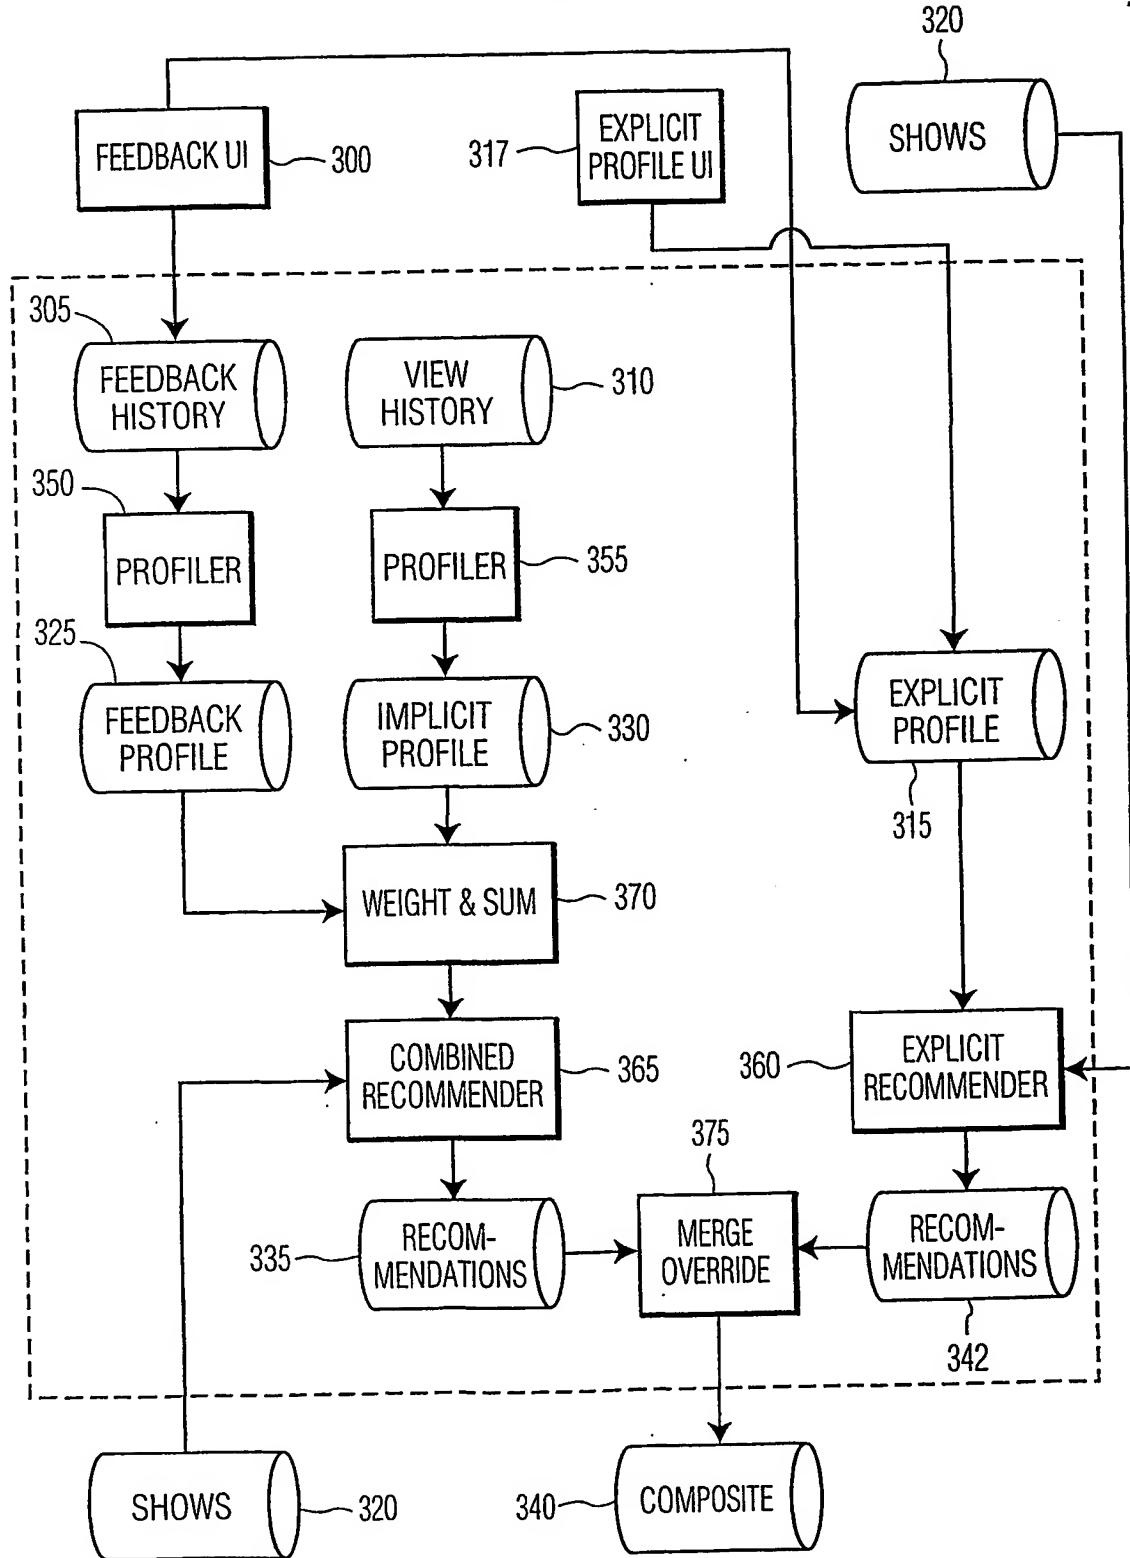 320
FEEDBACK UI
300
317
EXPLICIT
PROFILE UI
SHOWS
305
FEEDBACK
HISTORY
VIEW
HISTORY
310
350
PROFILER
PROFILER
355
325
FEEDBACK
PROFILE
IMPLICIT
PROFILE
330
EXPLICIT
PROFILE
315
WEIGHT & SUM
370
COMBINED
RECOMMENDER
365
360
EXPLICIT
RECOMMENDER
375
335
RECOM-
MENDATIONS
MERGE
OVERRIDE
RECOM-
MENDATIONS
342
SHOWS
320
340
COMPOSITE